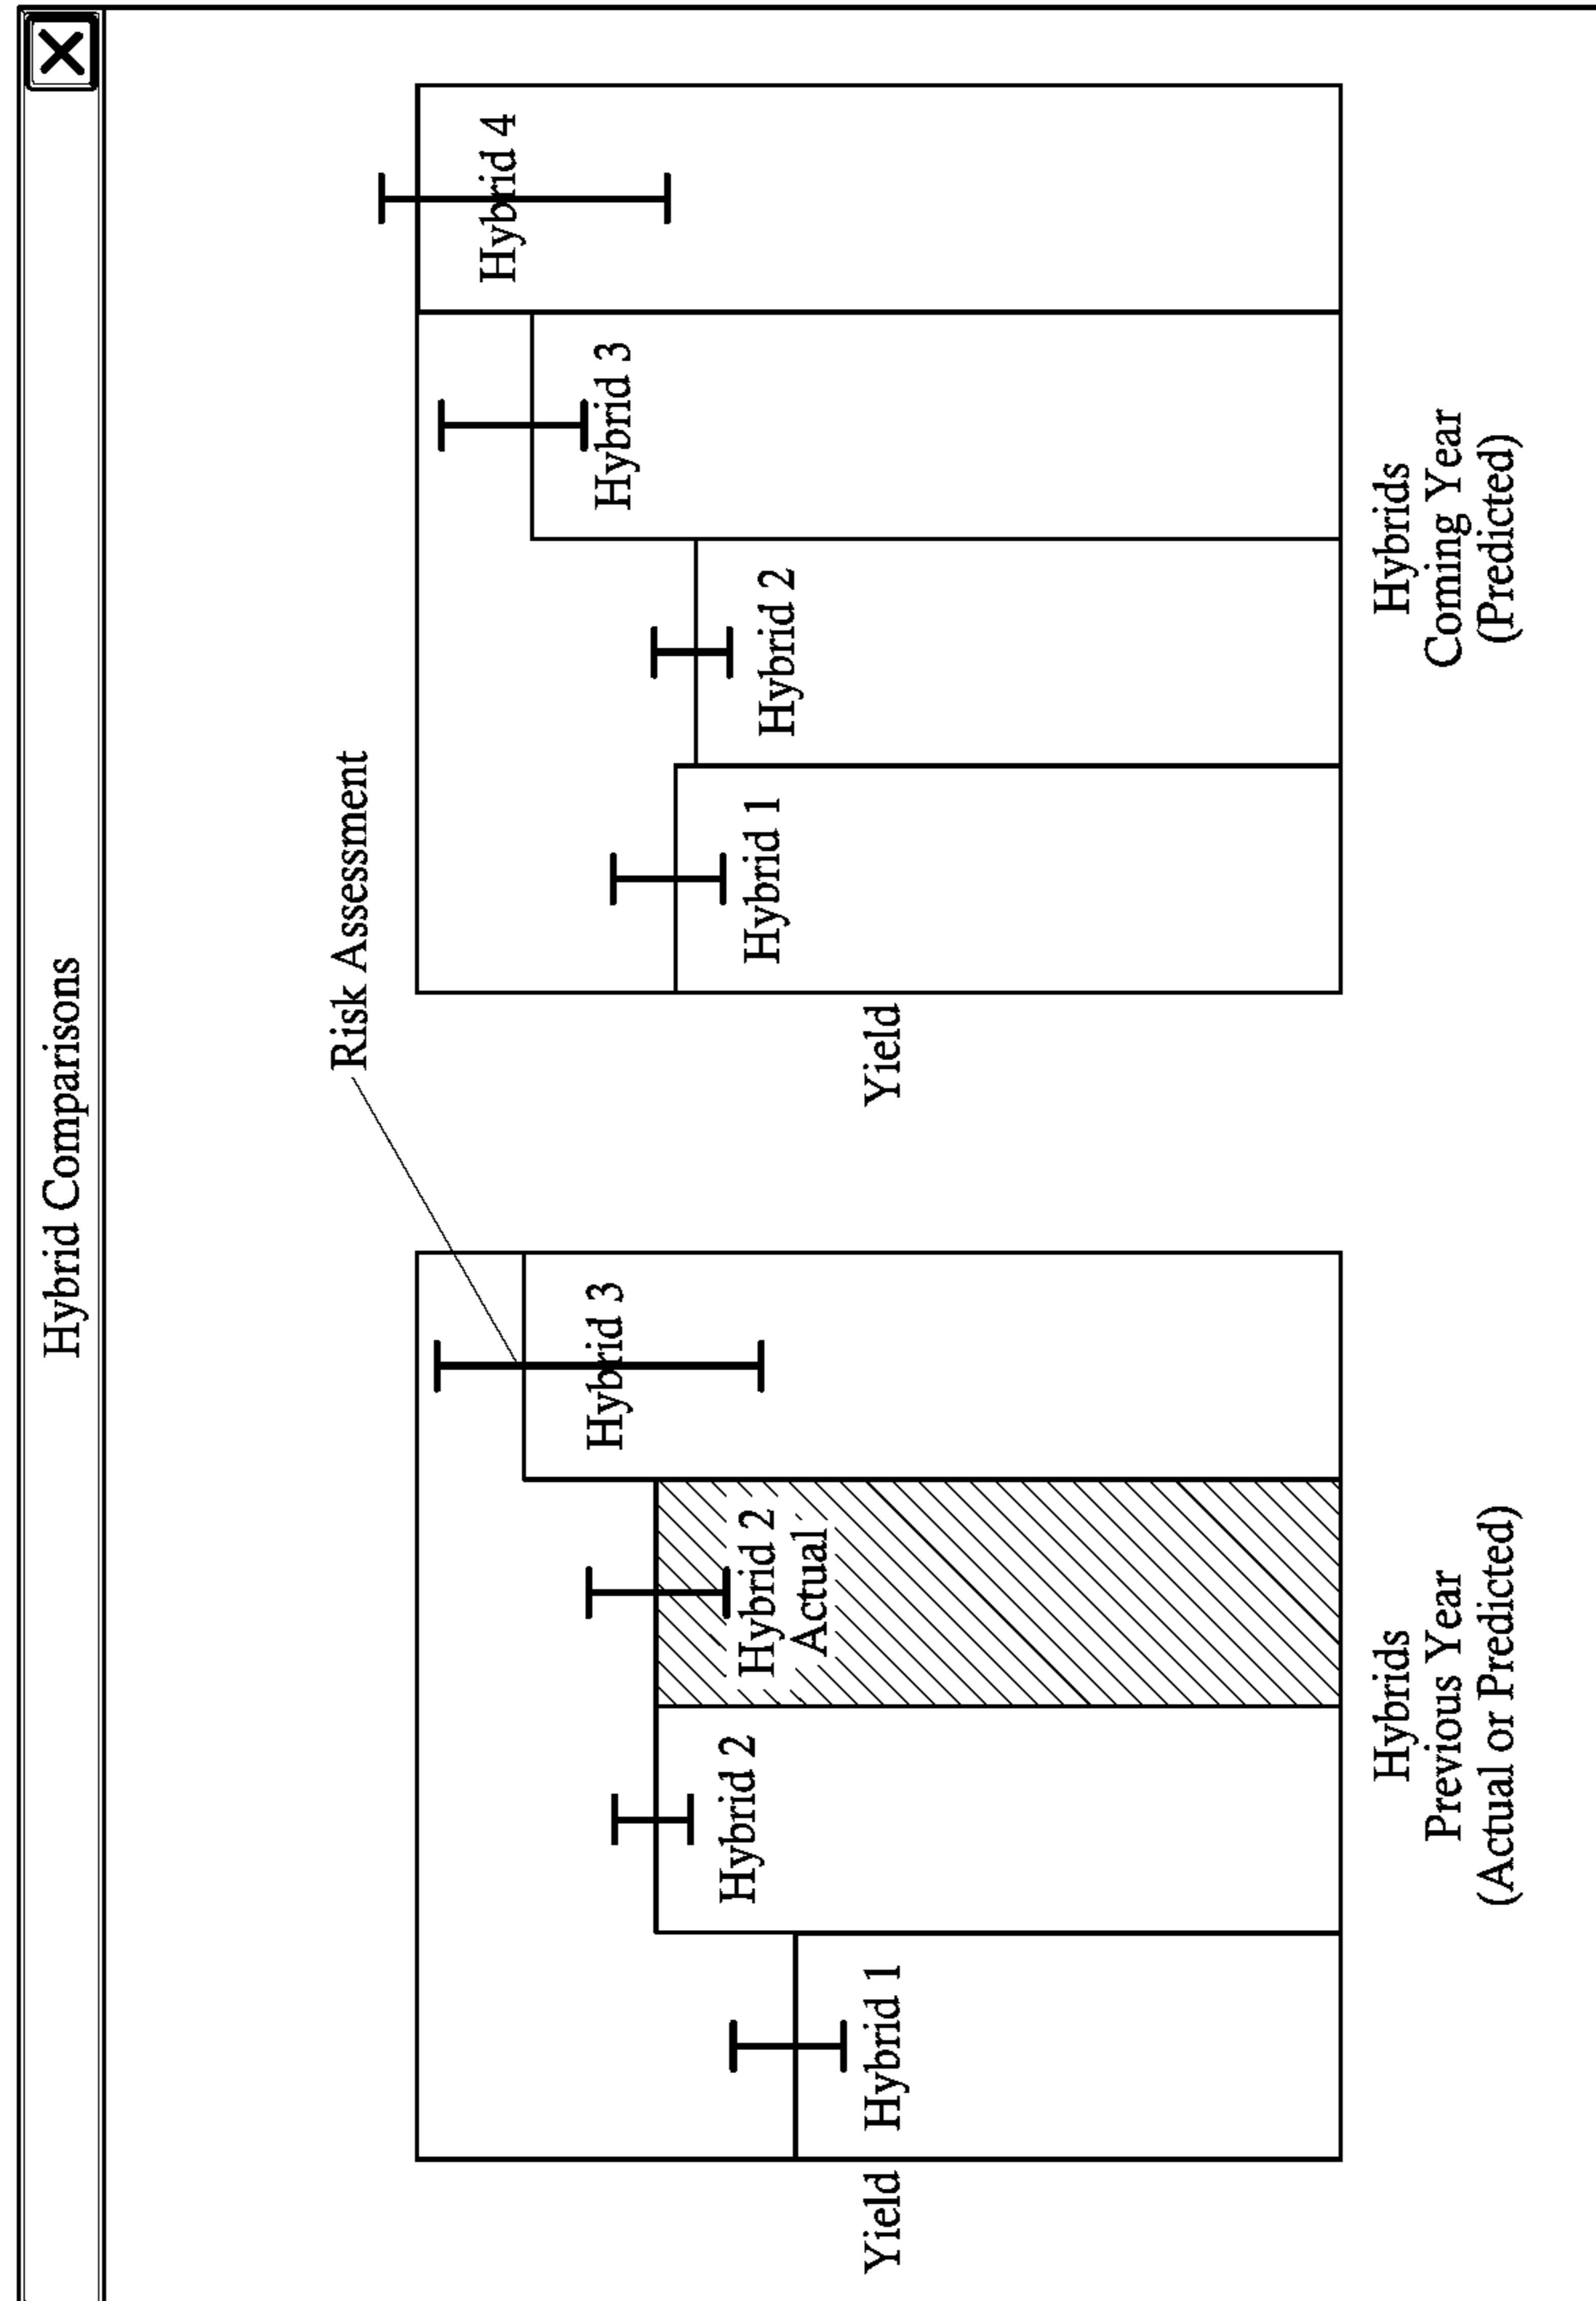 Hybrid Comparisons
Risk Assessment
Yield
Hybrid 1
Hybrid 2
Hybrid 2
Actual
Hybrid 3
Hybrids
Previous Year
(Actual or Predicted)
Yield
Hybrid 1
Hybrid 2
Hybrid 3
Hybrid 4
Hybrids
Coming Year
(Predicted)